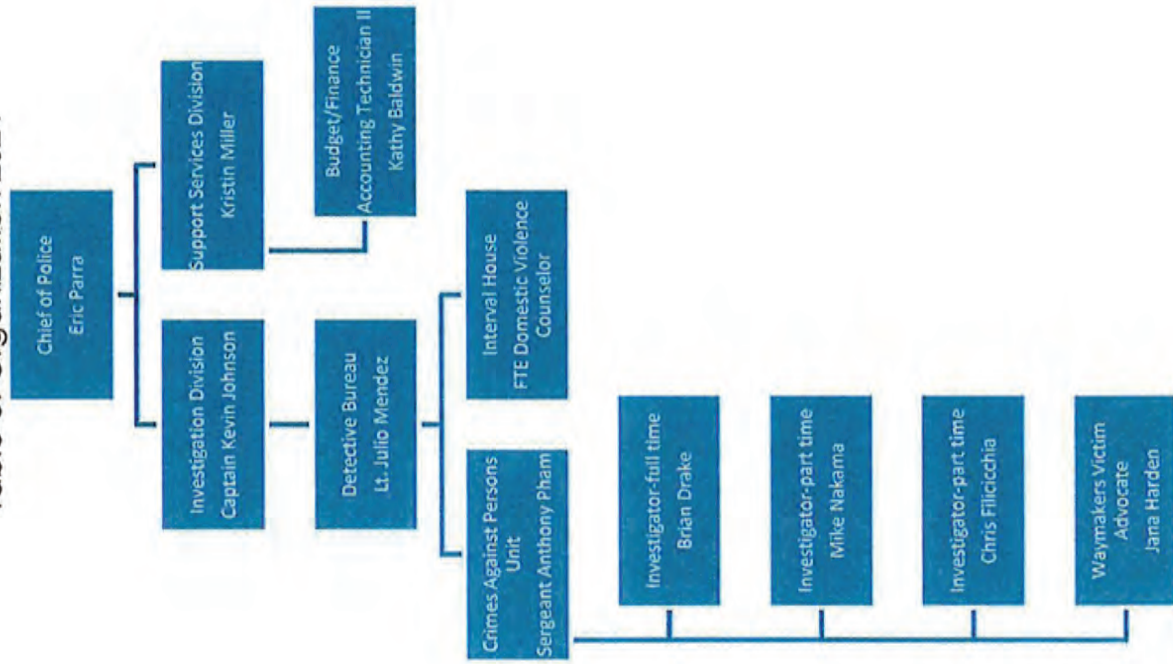 Chief of Police
Eric Parra
Investigation Division
Captain Kevin Johnson
Support Services Division
Kristin Miller
Detective Bureau
Lt. Julio Mendez
Budget/Finance
Accounting Technician II
Kathy Baldwin
Crimes Against Persons
Unit
Sergeant Anthony Pham
Interval House
FTE Domestic Violence
Counselor
Investigator-full time
Brian Drake
Investigator-part time
Mike Nakama
Investigator-part time
Chris Filicicchia
Waymakers Victim
Advocate
Jana Harden